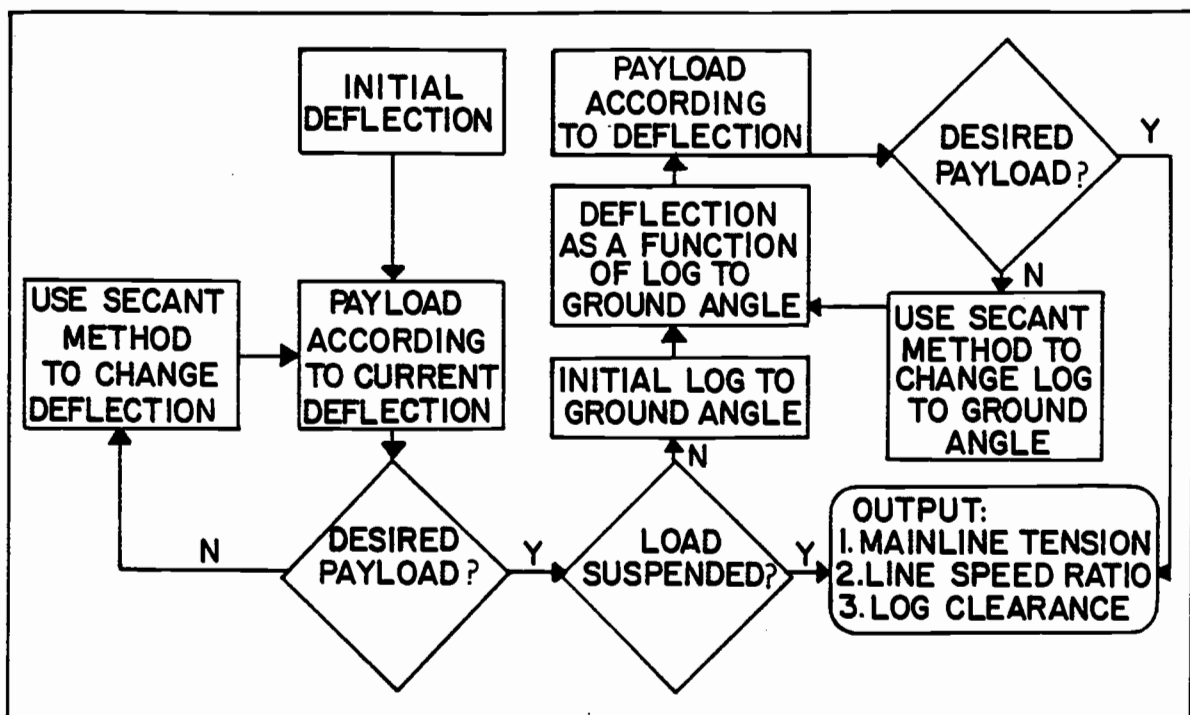 INITIAL
DEFLECTION
USE SECANT
METHOD
TO CHANGE
DEFLECTION
PAYLOAD
ACCORDING
TO CURRENT
DEFLECTION
DESIRED
PAYLOAD?
N
Y
LOAD
SUSPENDED?
N
Y
INITIAL LOG TO
GROUND ANGLE
DEFLECTION
AS A FUNCTION
OF LOG TO
GROUND ANGLE
PAYLOAD
ACCORDING
TO DEFLECTION
DESIRED
PAYLOAD?
Y
N
USE SECANT
METHOD TO
CHANGE LOG
TO GROUND
ANGLE
OUTPUT:
1. MAINLINE TENSION
2. LINE SPEED RATIO
3. LOG CLEARANCE